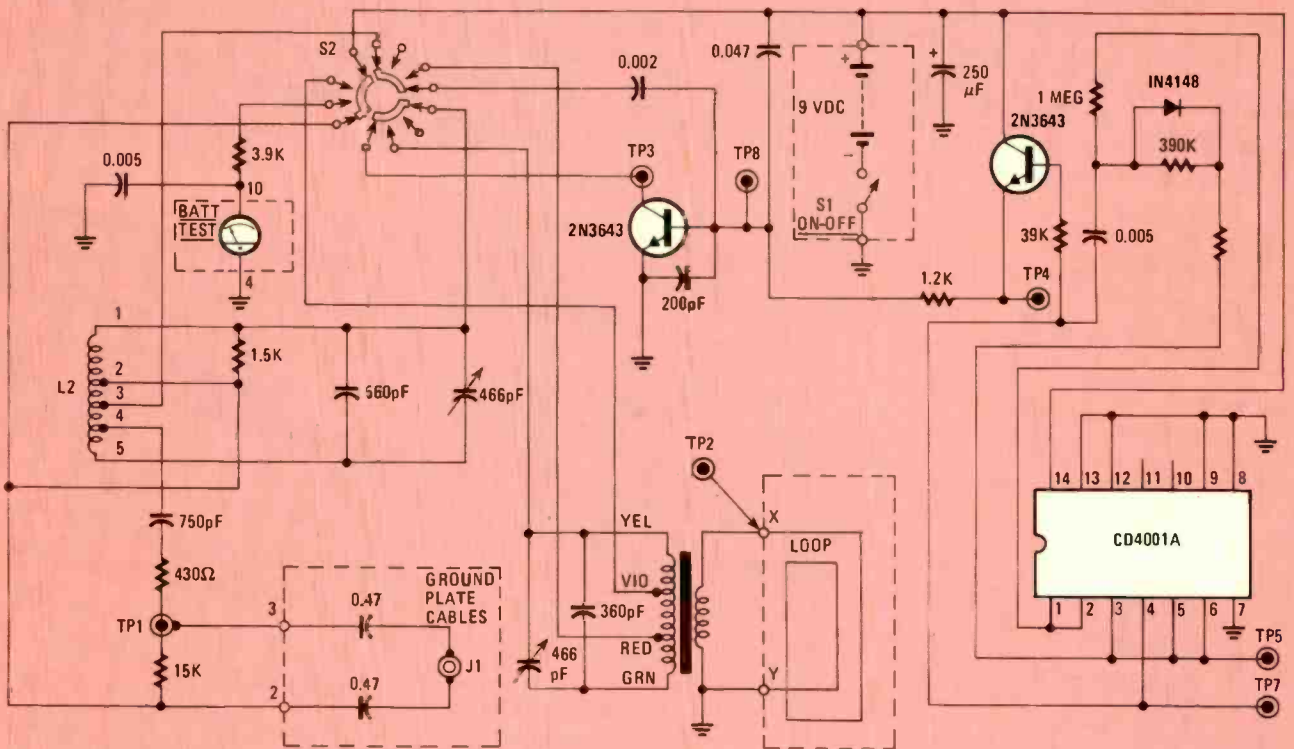 S2
0.002
0.047
+
9 VDC
-
S1
ON-OFF
+
250
µF
2N3643
1 MEG
IN4148
390K
39K
0.005
0.005
3.9K
10
BATT
TEST
4
TP3
2N3643
TP8
200pF
1.2K
TP4
1
2
3
4
5
L2
1.5K
560pF
466pF
750pF
430Ω
TP1
15K
3
2
0.47
0.47
GROUND
PLATE
CABLES
J1
466
pF
360pF
YEL
VIO
RED
GRN
TP2
X
LOOP
Y
14 13 12 11 10 9 8
CD4001A
1 2 3 4 5 6 7
TP5
TP7